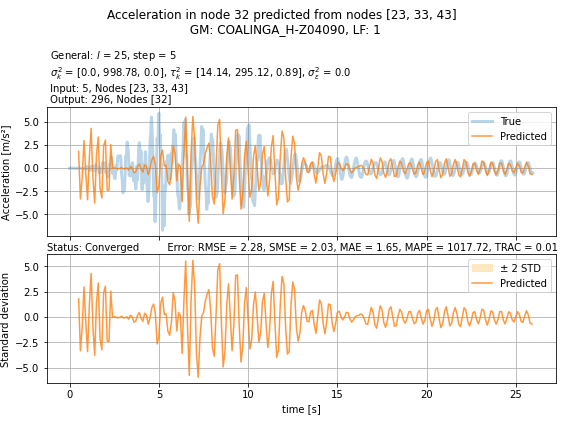 Acceleration in node 32 predicted from nodes [23, 33, 43]
GM: COALINGA_H-Z04090, LF: 1
General: l = 25, step = 5
σ²ₖ = [0.0, 998.78, 0.0], τ²ₖ = [14.14, 295.12, 0.89], σ²ε = 0.0
Input: 5, Nodes [23, 33, 43]
Output: 296, Nodes [32]
Acceleration [m/s²]
5.0
2.5
0.0
−2.5
−5.0
True
Predicted
Status: Converged
Error: RMSE = 2.28, SMSE = 2.03, MAE = 1.65, MAPE = 1017.72, TRAC = 0.01
Standard deviation
5.0
2.5
0.0
−2.5
−5.0
± 2 STD
Predicted
0
5
10
15
20
25
time [s]